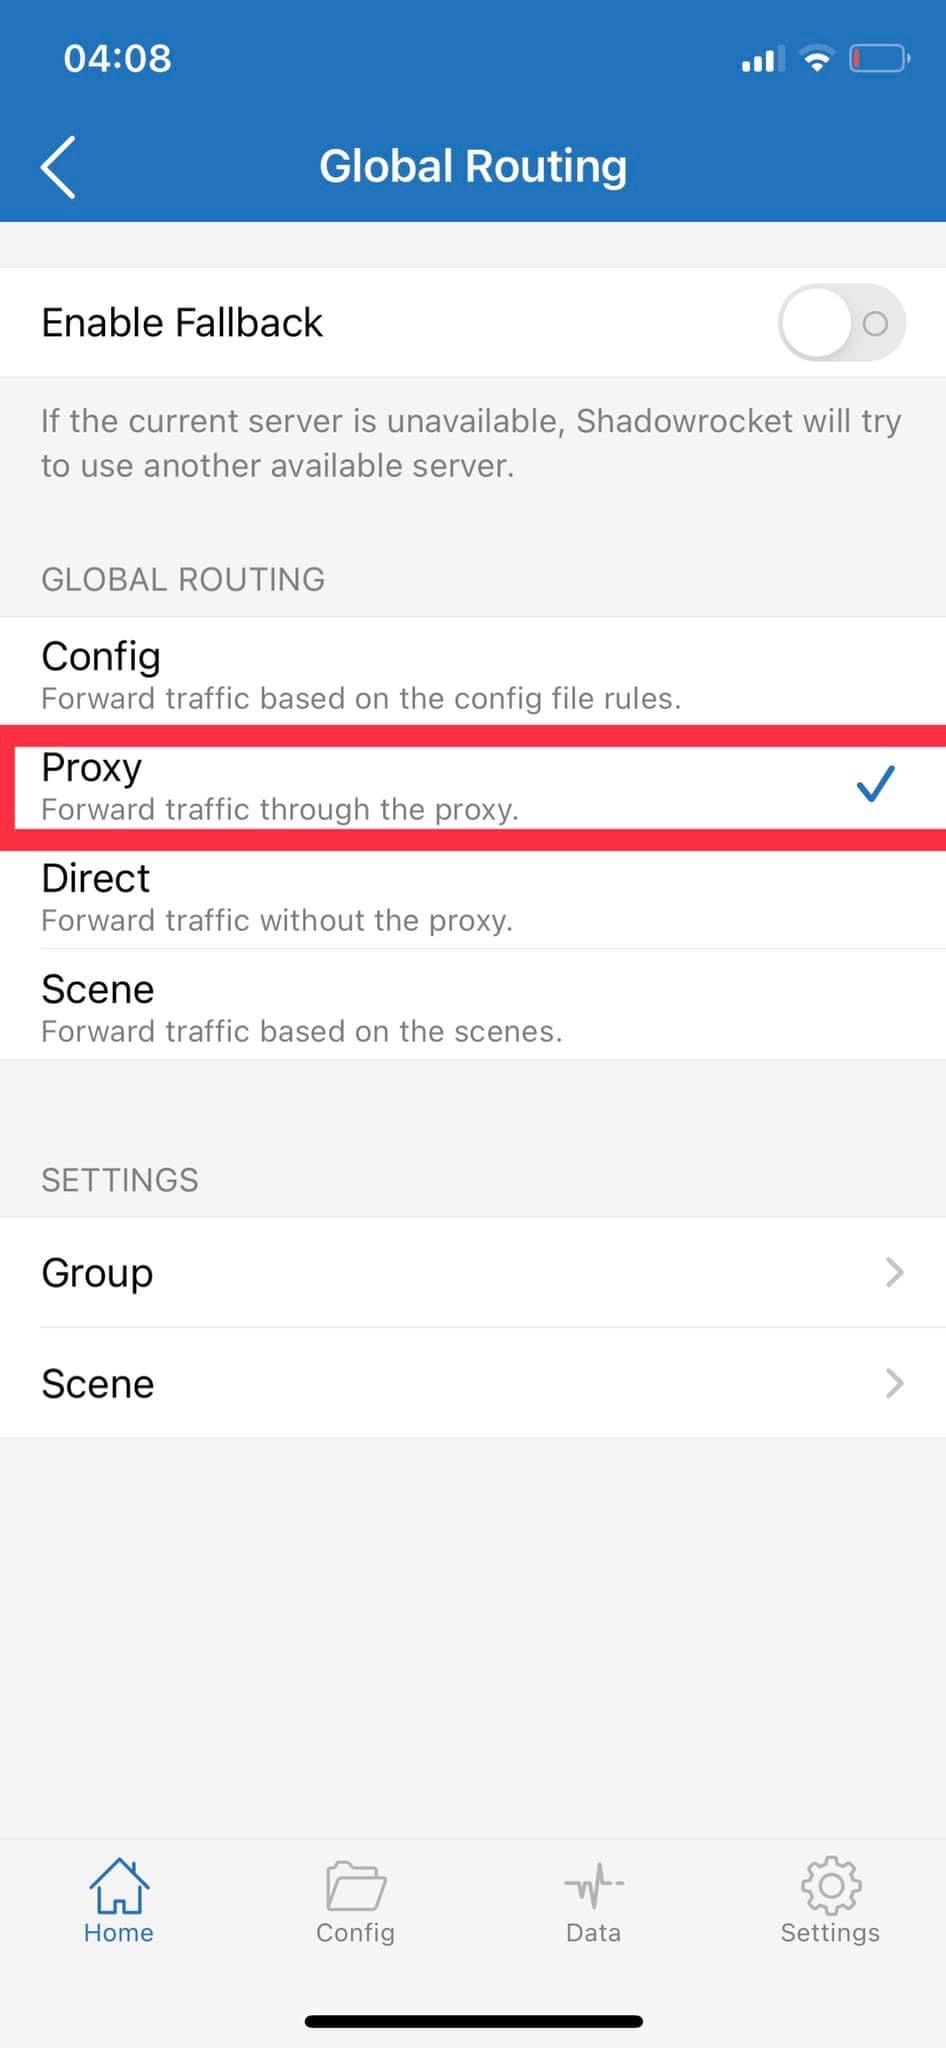 04:08
Global Routing
Enable Fallback
If the current server is unavailable, Shadowrocket will try
to use another available server.
GLOBAL ROUTING
Config
Forward traffic based on the config file rules.
Proxy
Forward traffic through the proxy.
Direct
Forward traffic without the proxy.
Scene
Forward traffic based on the scenes.
SETTINGS
Group
Scene
Home
Config
Data
Settings